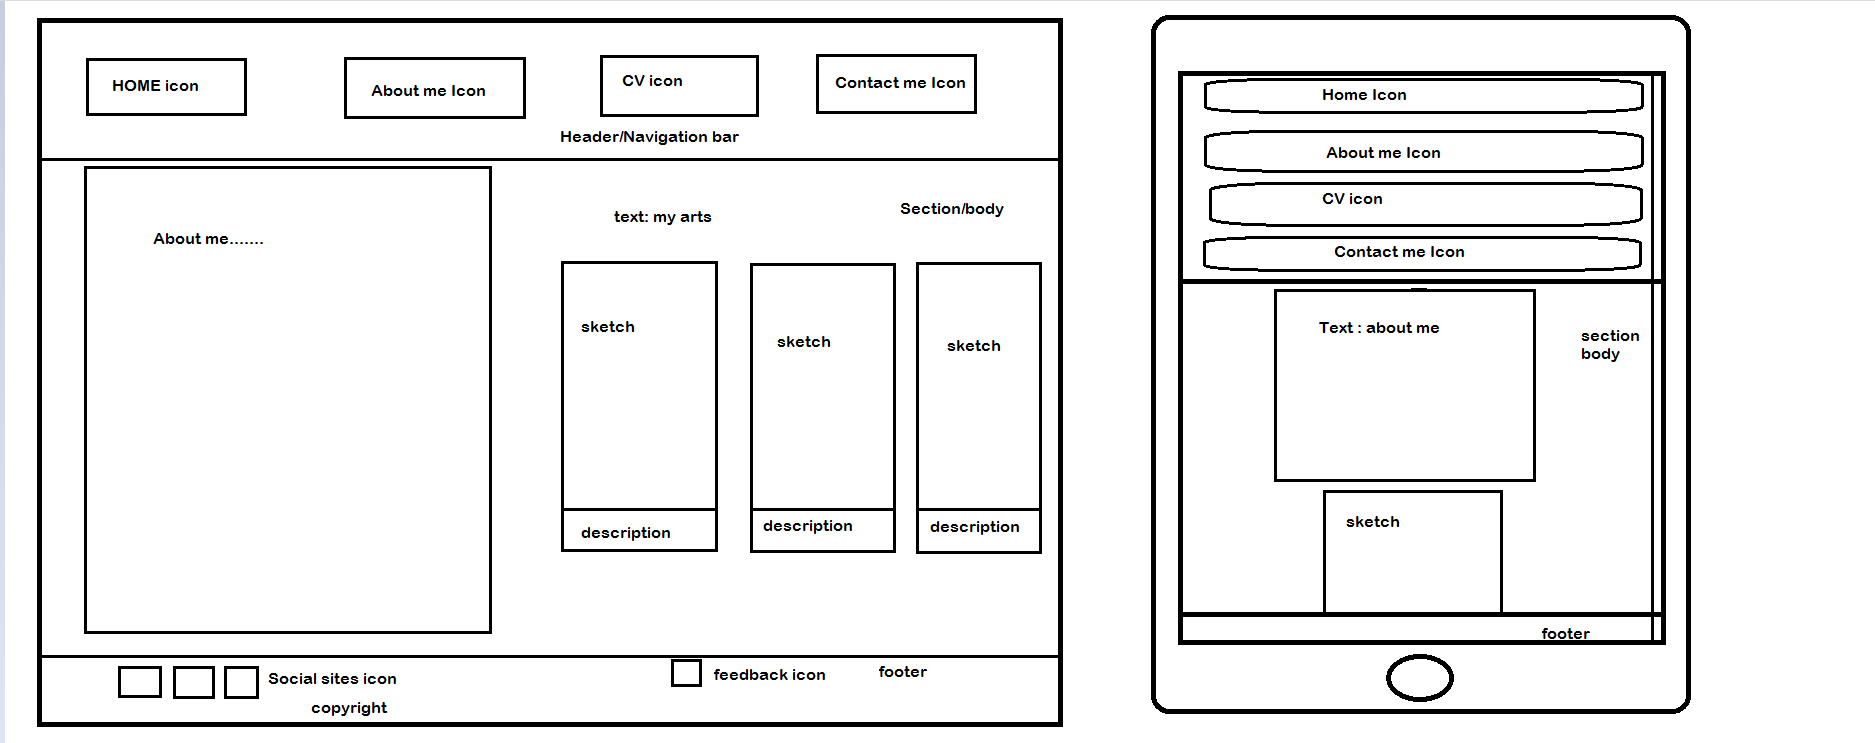 HOME icon
About me Icon
CV icon
Contact me Icon
Header/Navigation bar
About me.......
text: my arts
Section/body
sketch
sketch
sketch
description
description
description
Social sites icon
copyright
feedback icon
footer
Home Icon
About me Icon
CV icon
Contact me Icon
Text : about me
section
body
sketch
footer